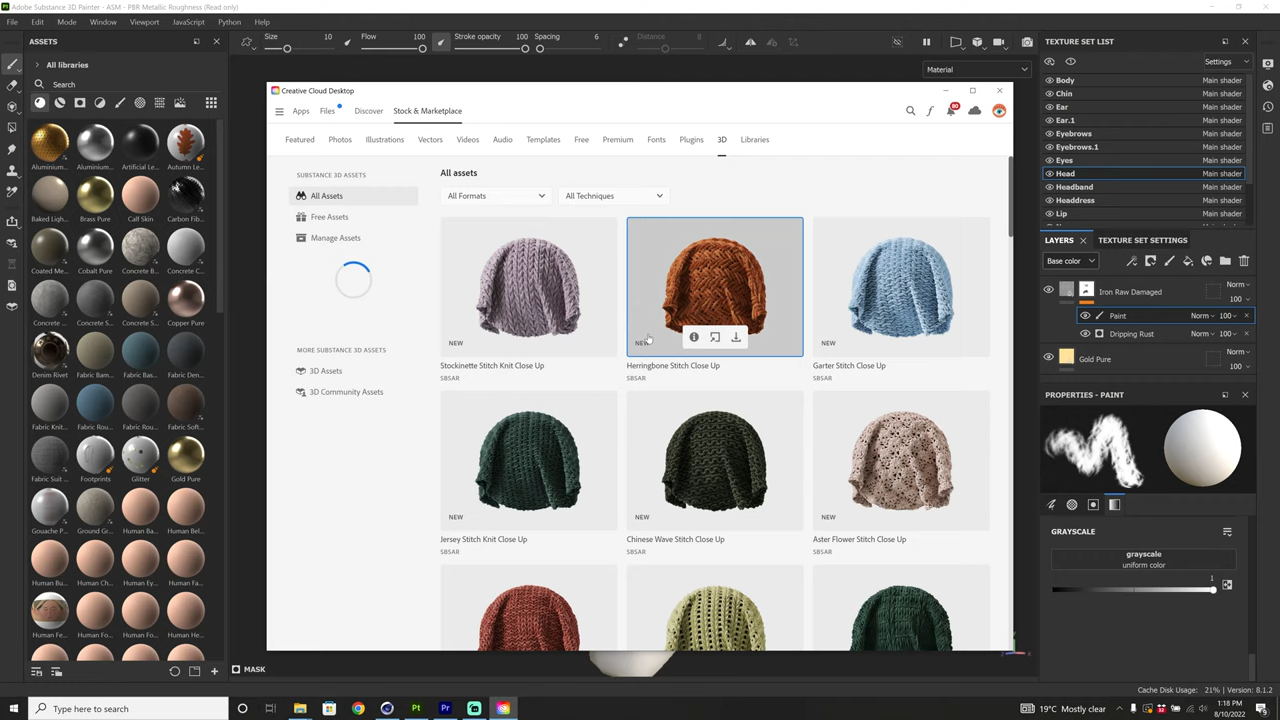 Adobe Substance 3D Painter - ASM - PBR Metallic Roughness (Read only)
File Edit Mode Window Viewport JavaScript Python Help
ASSETS
All libraries
Search
Size 10 Flow 100 Stroke opacity 100 Spacing 6 Distance 8
Material
Aluminium... Aluminium... Artificial Le... Autumn Le...
Baked Ligh... Brass Pure Calf Skin Carbon Fib...
Coated Me... Cobalt Pure Concrete B... Concrete C...
Concrete ... Concrete S... Concrete S... Copper Pure
Denim Rivet Fabric Bam... Fabric Bas... Fabric Den...
Fabric Knit... Fabric Rou... Fabric Rou... Fabric Soft...
Fabric Suit ... Footprints Glitter Gold Pure
Gouache P... Ground Gr... Human Ba... Human Bel...
Human Bu... Human Ch... Human Ey... Human Fa...
Human Fe... Human Fo... Human Fo... Human He...
Creative Cloud Desktop
Apps Files Discover Stock & Marketplace
80
Featured Photos Illustrations Vectors Videos Audio Templates Free Premium Fonts Plugins 3D Libraries
SUBSTANCE 3D ASSETS
All Assets
Free Assets
Manage Assets
MORE SUBSTANCE 3D ASSETS
3D Assets
3D Community Assets
All assets
All Formats All Techniques
NEW NEW NEW
Stockinette Stitch Knit Close Up Herringbone Stitch Close Up Garter Stitch Close Up
SBSAR SBSAR SBSAR
NEW NEW NEW
Jersey Stitch Knit Close Up Chinese Wave Stitch Close Up Aster Flower Stitch Close Up
SBSAR SBSAR SBSAR
MASK
TEXTURE SET LIST
Settings
Body Main shader
Chin Main shader
Ear Main shader
Ear.1 Main shader
Eyebrows Main shader
Eyebrows.1 Main shader
Eyes Main shader
Head Main shader
Headband Main shader
Headdress Main shader
Lip Main shader
LAYERS TEXTURE SET SETTINGS
Base color
Iron Raw Damaged Norm 100
Paint Norm 100
Dripping Rust Norm 100
Gold Pure Norm 100
PROPERTIES - PAINT
GRAYSCALE
grayscale
uniform color
1
Cache Disk Usage: 21% | Version: 8.1.2
Type here to search
Pt Pr Pt
19°C Mostly clear
1:18 PM
8/10/2022